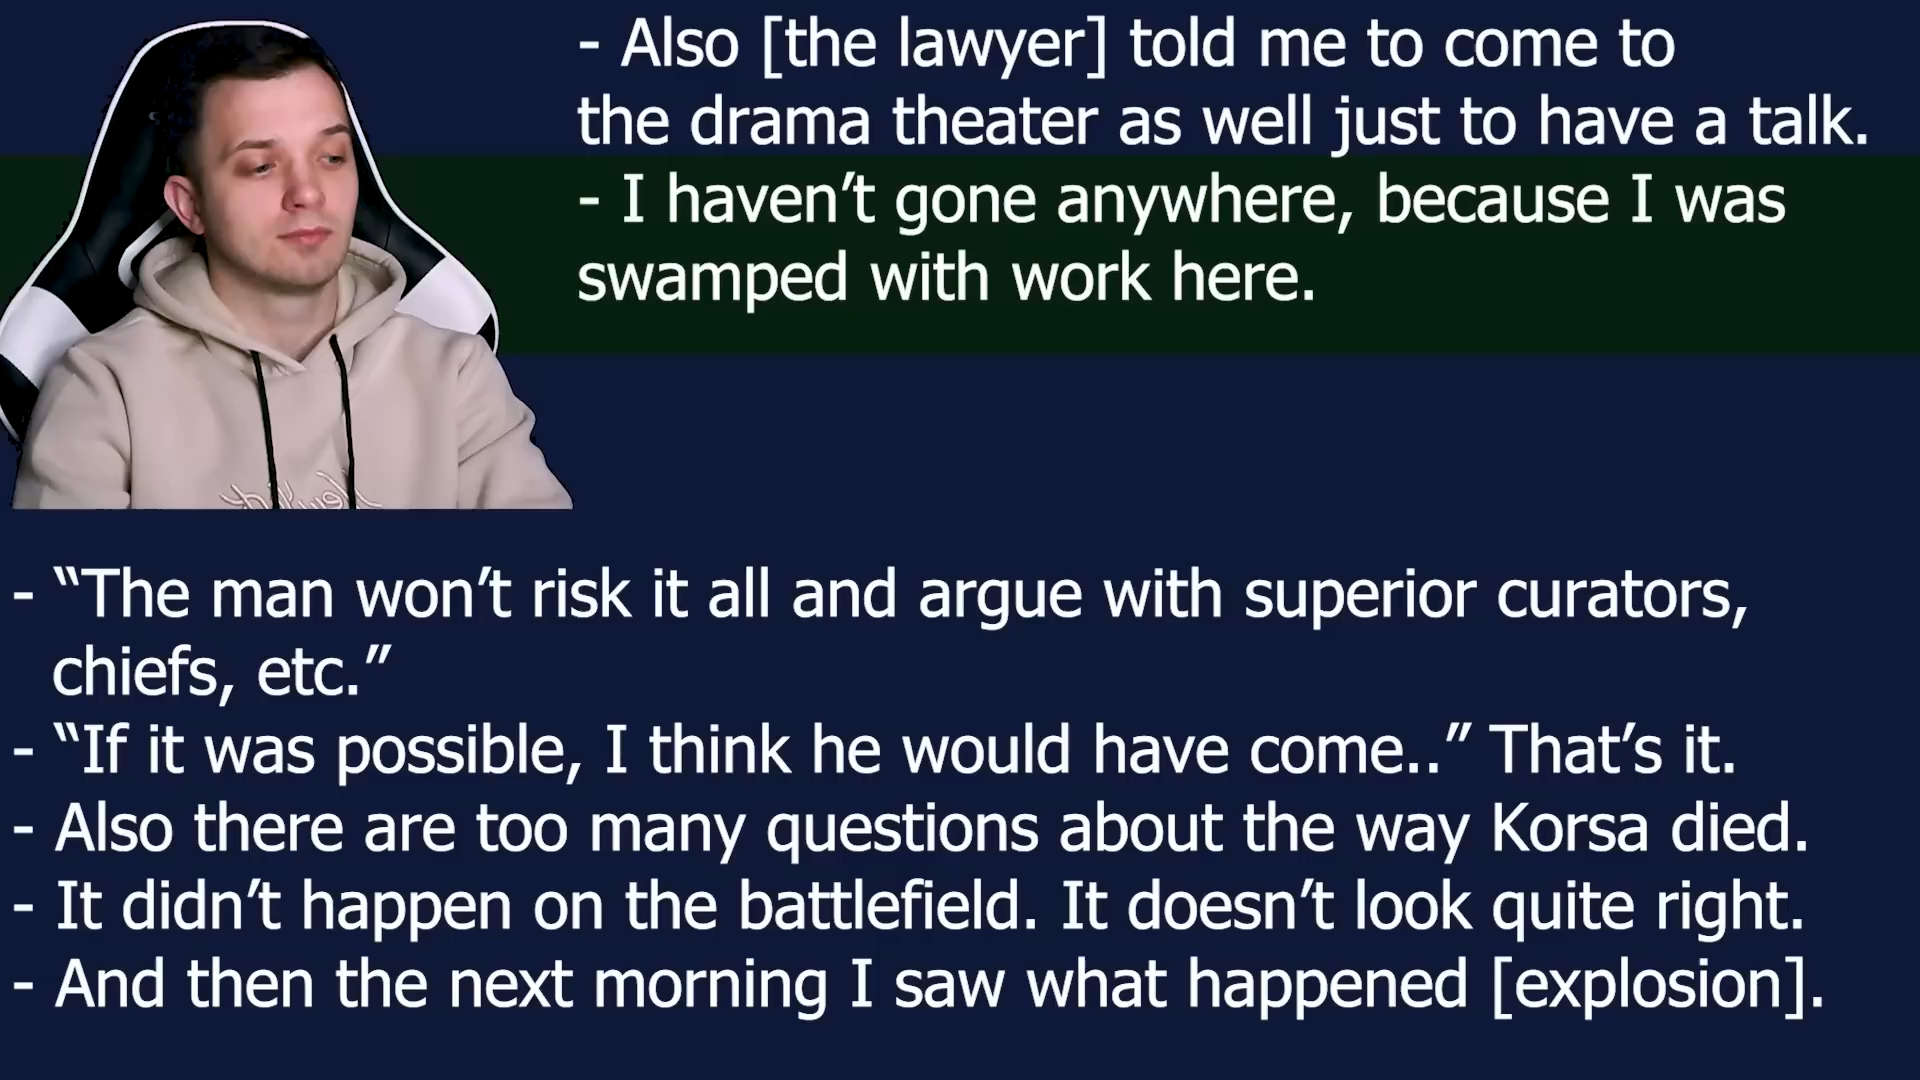 - Also [the lawyer] told me to come to
the drama theater as well just to have a talk.
- I haven’t gone anywhere, because I was
swamped with work here.
New York
- “The man won’t risk it all and argue with superior curators,
chiefs, etc.”
- “If it was possible, I think he would have come..” That’s it.
- Also there are too many questions about the way Korsa died.
- It didn’t happen on the battlefield. It doesn’t look quite right.
- And then the next morning I saw what happened [explosion].